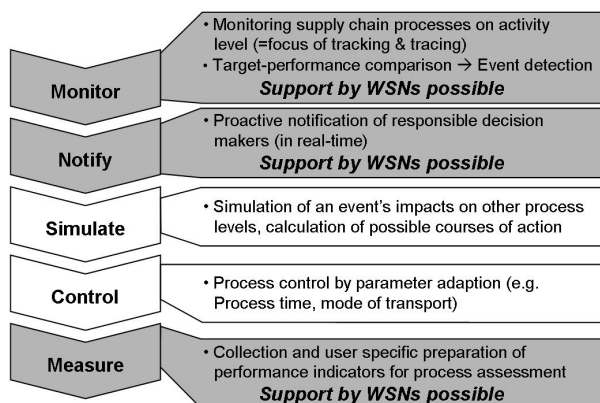 Monitor
• Monitoring supply chain processes on activity
level (=focus of tracking & tracing)
• Target-performance comparison → Event detection
Support by WSNs possible
Notify
• Proactive notification of responsible decision
makers (in real-time)
Support by WSNs possible
Simulate
• Simulation of an event's impacts on other process
levels, calculation of possible courses of action
Control
• Process control by parameter adaption (e.g.
Process time, mode of transport)
Measure
• Collection and user specific preparation of
performance indicators for process assessment
Support by WSNs possible